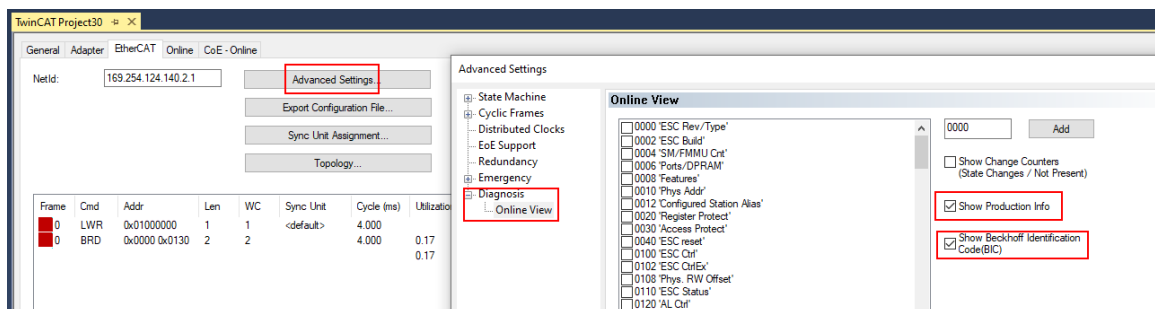 TwinCAT Project30
General Adapter EtherCAT Online CoE - Online
NetId: 169.254.124.140.2.1
Advanced Settings...
Export Configuration File...
Sync Unit Assignment...
Topology...
Frame Cmd Addr Len WC Sync Unit Cycle (ms) Utilization
0 LWR 0x01000000 1 1 <default> 4.000
0 BRD 0x0000 0x0130 2 2 4.000 0.17
0.17
Advanced Settings
State Machine
Cyclic Frames
Distributed Clocks
EoE Support
Redundancy
Emergency
Diagnosis
Online View
Online View
0000 'ESC Rev/Type'
0002 'ESC Build'
0004 'SM/FMMU Cnt'
0006 'Ports/DPRAM'
0008 'Features'
0010 'Phys Addr'
0012 'Configured Station Alias'
0020 'Register Protect'
0030 'Access Protect'
0040 'ESC reset'
0100 'ESC Ctrl'
0102 'ESC CtrlEx'
0108 'Phys. RW Offset'
0110 'ESC Status'
0120 'AL Ctrl'
0000 Add
Show Change Counters
(State Changes / Not Present)
Show Production Info
Show Beckhoff Identification
Code(BIC)